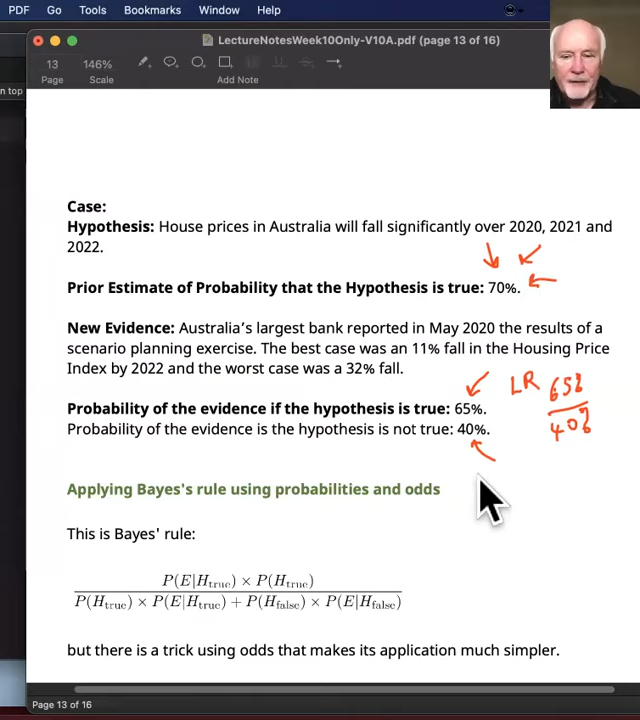 PDF Go Tools Bookmarks Window Help
LectureNotesWeek10Only-V10A.pdf (page 13 of 16)
13 146%
Page Scale Add Note
n top
Case:
Hypothesis: House prices in Australia will fall significantly over 2020, 2021 and
2022.
Prior Estimate of Probability that the Hypothesis is true: 70%.
New Evidence: Australia's largest bank reported in May 2020 the results of a
scenario planning exercise. The best case was an 11% fall in the Housing Price
Index by 2022 and the worst case was a 32% fall.
Probability of the evidence if the hypothesis is true: 65%.
Probability of the evidence is the hypothesis is not true: 40%.
LR 65%
40%
Applying Bayes's rule using probabilities and odds
This is Bayes' rule:
P(E|Htrue) × P(Htrue)
P(Htrue) × P(E|Htrue) + P(Hfalse) × P(E|Hfalse)
but there is a trick using odds that makes its application much simpler.
Page 13 of 16